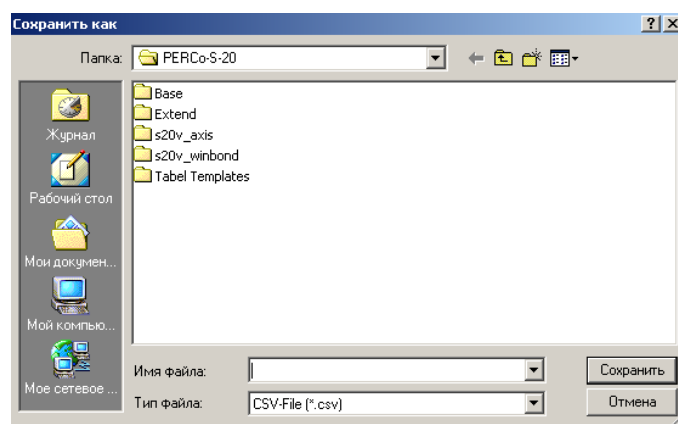 Сохранить как
Папка: PERCo-S-20
Base
Extend
s20v_axis
s20v_winbond
Tabel Templates
Журнал
Рабочий стол
Мои докумен...
Мой компью...
Мое сетевое ...
Имя файла:
Сохранить
Тип файла: CSV-File (*.csv)
Отмена